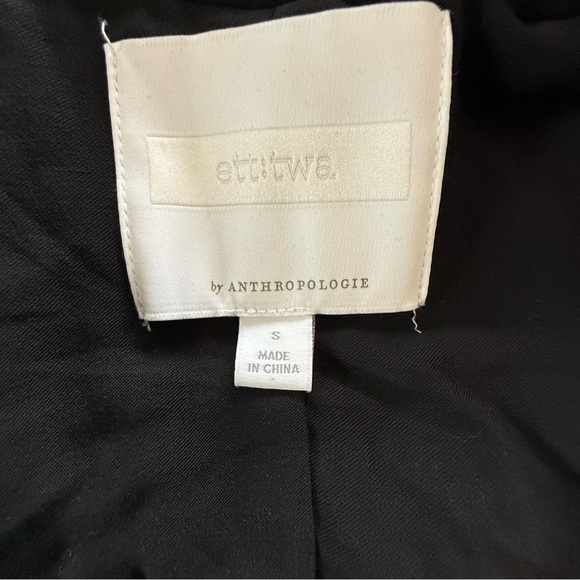 ett:twa
by ANTHROPOLOGIE
S
MADE
IN CHINA